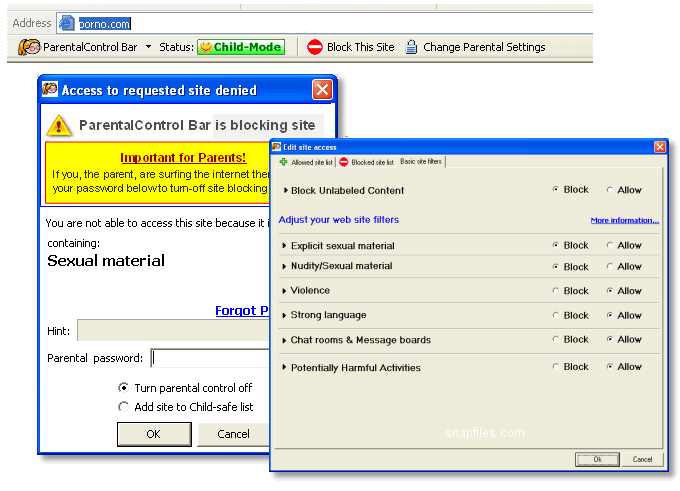 Address porno.com
ParentalControl Bar Status: Child-Mode Block This Site Change Parental Settings
Access to requested site denied
ParentalControl Bar is blocking site
Important for Parents!
If you, the parent, are surfing the internet then
your password below to turn-off site blocking
You are not able to access this site because it i
containing:
Sexual material
Forgot P
Hint:
Parental password:
Turn parental control off
Add site to Child-safe list
OK Cancel
Edit site access
Allowed site list Blocked site list Basic site filters
Block Unlabeled Content Block Allow
Adjust your web site filters More information...
Explicit sexual material Block Allow
Nudity/Sexual material Block Allow
Violence Block Allow
Strong language Block Allow
Chat rooms & Message boards Block Allow
Potentially Harmful Activities Block Allow
snapfiles.com
Ok Cancel